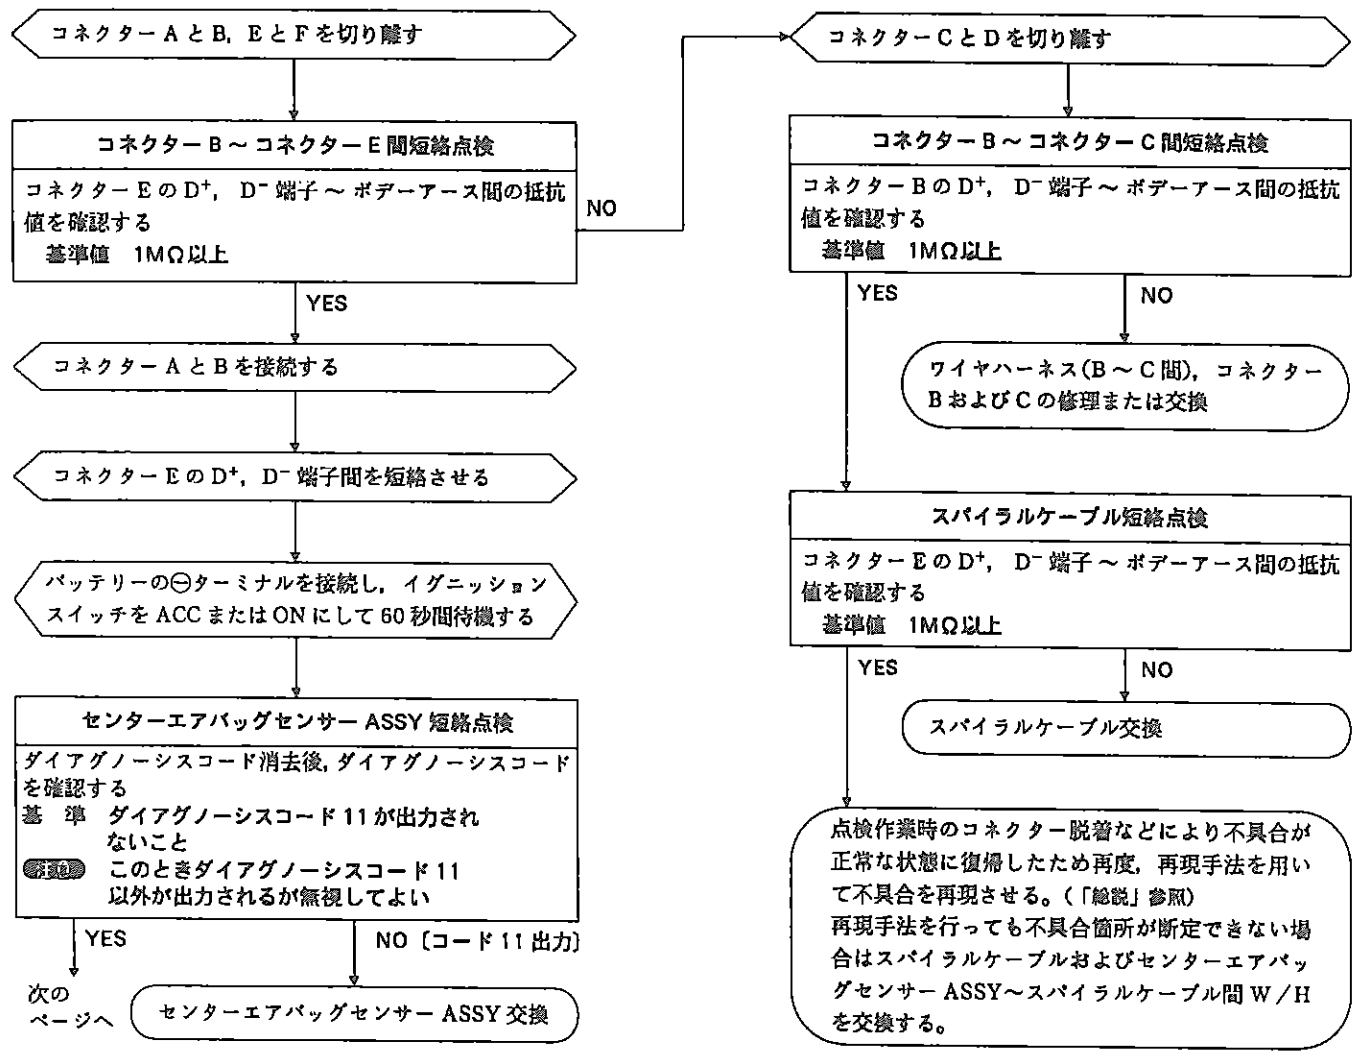 コネクターAとB，EとFを切り離す
コネクターB～コネクターE間短絡点検
コネクターEのD⁺，D⁻端子～ボデーアース間の抵抗
値を確認する
基準値　1MΩ以上
NO
YES
コネクターAとBを接続する
コネクターEのD⁺，D⁻端子間を短絡させる
バッテリーの⊖ターミナルを接続し，イグニッション
スイッチをACCまたはONにして60秒間待機する
センターエアバッグセンサーASSY短絡点検
ダイアグノーシスコード消去後，ダイアグノーシスコード
を確認する
基　準　ダイアグノーシスコード11が出力され
ないこと
注意　このときダイアグノーシスコード11
以外が出力されるが無視してよい
YES
NO〔コード11出力〕
次の
ページへ
センターエアバッグセンサーASSY交換
コネクターCとDを切り離す
コネクターB～コネクターC間短絡点検
コネクターBのD⁺，D⁻端子～ボデーアース間の抵抗
値を確認する
基準値　1MΩ以上
YES
NO
ワイヤハーネス(B～C間)，コネクター
BおよびCの修理または交換
スパイラルケーブル短絡点検
コネクターEのD⁺，D⁻端子～ボデーアース間の抵抗
値を確認する
基準値　1MΩ以上
YES
NO
スパイラルケーブル交換
点検作業時のコネクター脱着などにより不具合が
正常な状態に復帰したため再度，再現手法を用い
て不具合を再現させる。(「総説」参照)
再現手法を行っても不具合箇所が断定できない場
合はスパイラルケーブルおよびセンターエアバッ
グセンサーASSY～スパイラルケーブル間W/H
を交換する。